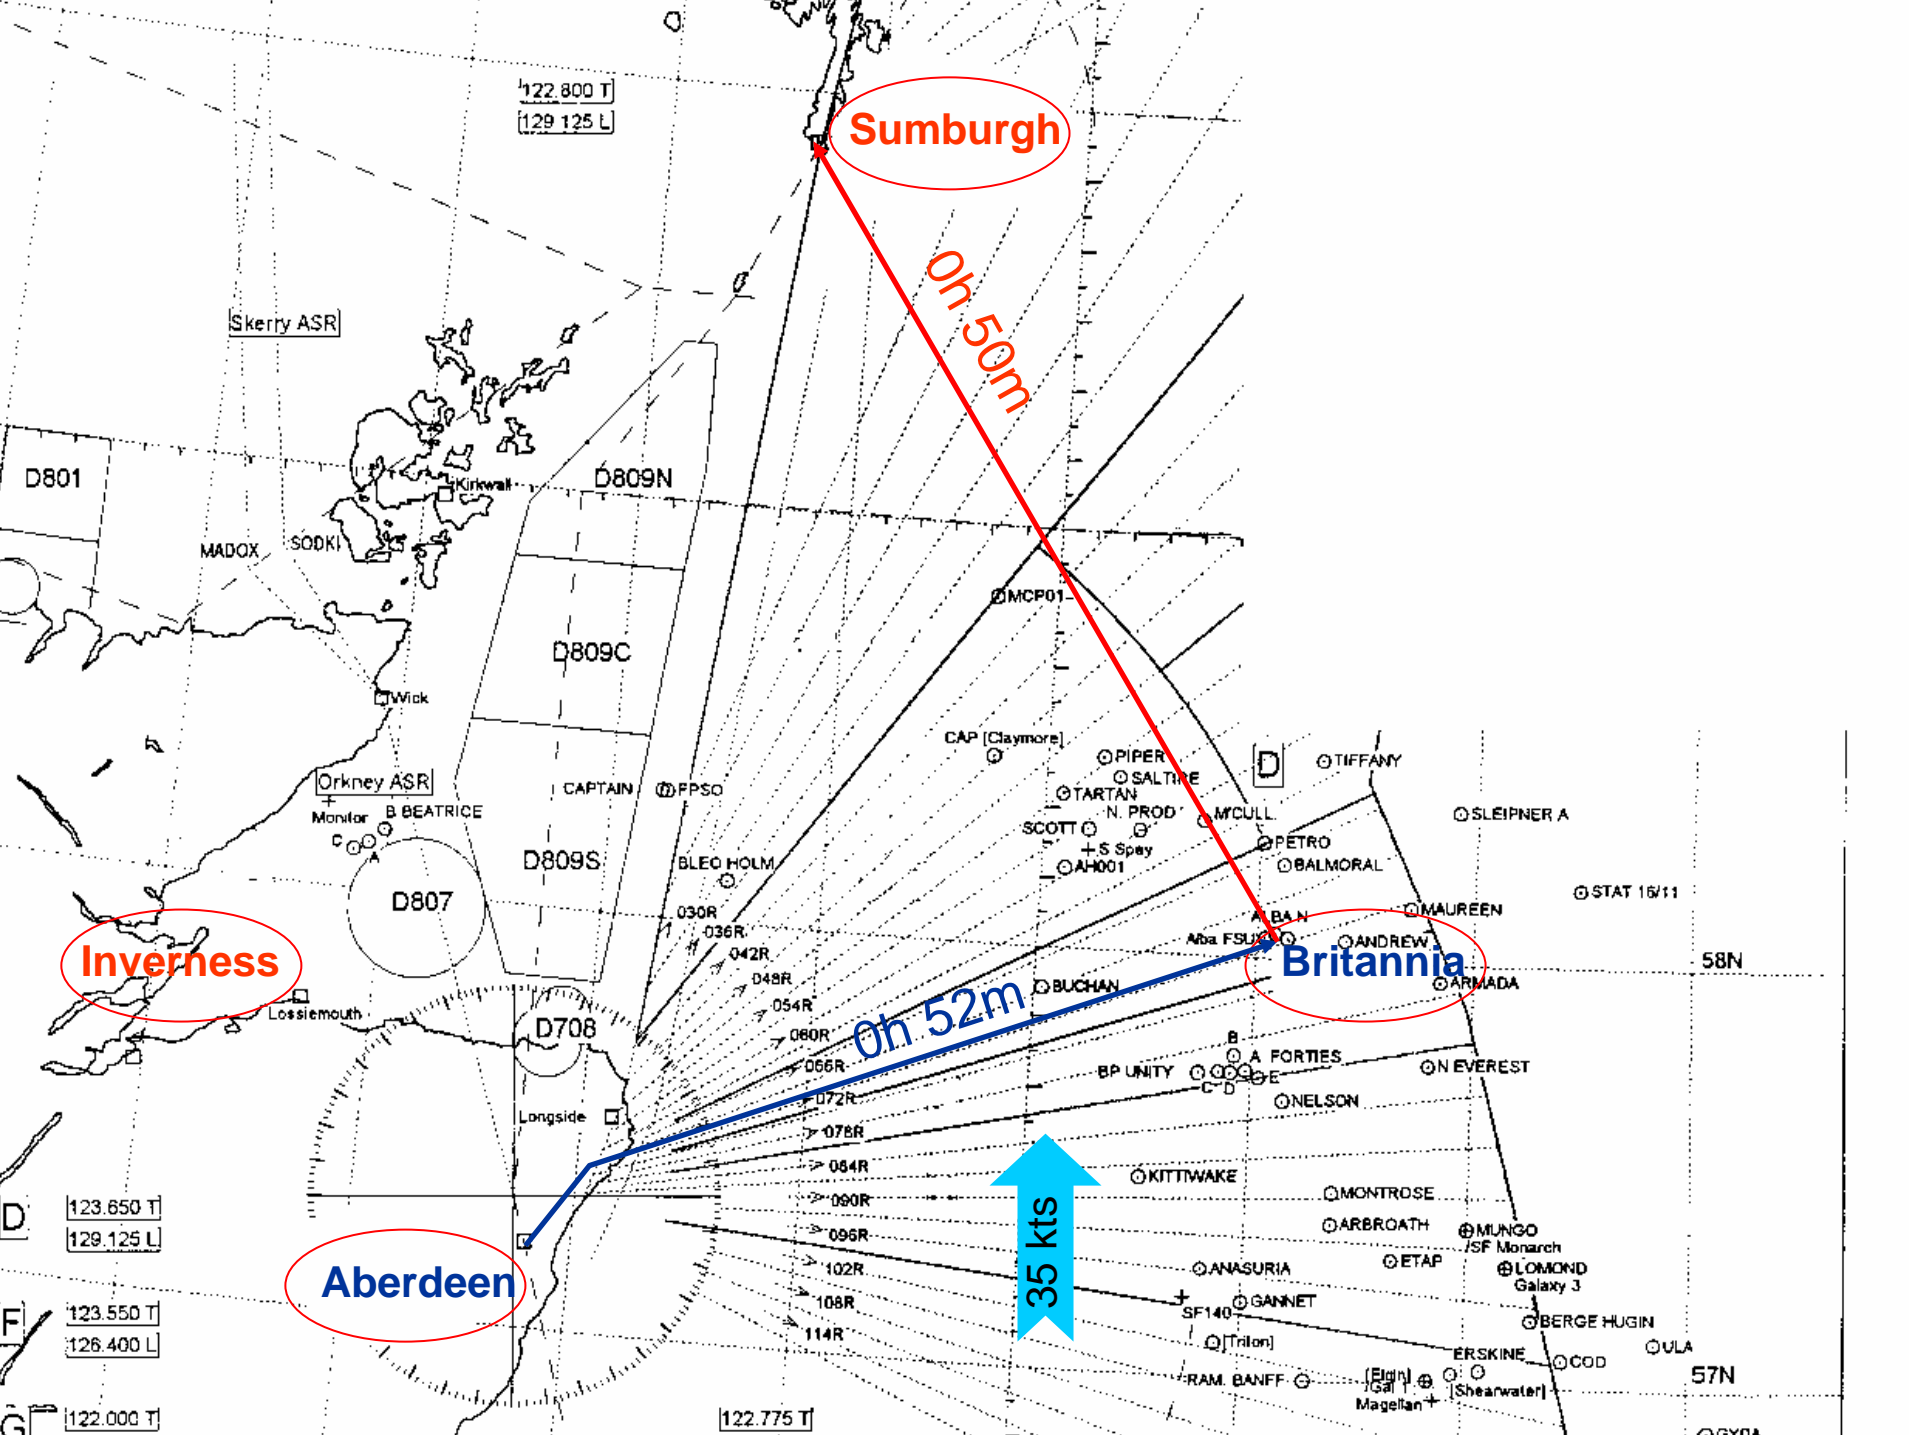 122.800 T
129 125 L
Sumburgh
0h 50m
Skerry ASR
D801
Kirkwall
D809N
MADOX
SODKI
MCP01
D809C
Wick
CAP [Claymore]
PIPER
D
TIFFANY
SALTIRE
Orkney ASR
CAPTAIN
FPSO
TARTAN
Monitor
B BEATRICE
N. PROD
M'CULL
SLEIPNER A
SCOTT
C
A
S Spey
PETRO
D809S
BLEO HOLM
AH001
BALMORAL
D807
STAT 16/11
030R
ALBA N
MAUREEN
036R
Alba FSU
ANDREW
042R
Inverness
Britannia
58N
048R
BUCHAN
ARMADA
Lossiemouth
054R
D708
0h 52m
060R
B
A FORTIES
066R
BP UNITY
E
N EVEREST
C D
072R
NELSON
Longside
078R
084R
KITTIWAKE
090R
MONTROSE
D
123.650 T
ARBROATH
MUNGO
129.125 L
096R
/SF Monarch
35 kts
ETAP
102R
ANASURIA
LOMOND
Galaxy 3
Aberdeen
108R
GANNET
F
123.550 T
SF140
BERGE HUGIN
126.400 L
114R
[Triton]
ULA
ERSKINE
COD
RAM. BANFF
[Elgin]
57N
/Gal 1
[Shearwater]
Magellan
G
122.000 T
122.775 T